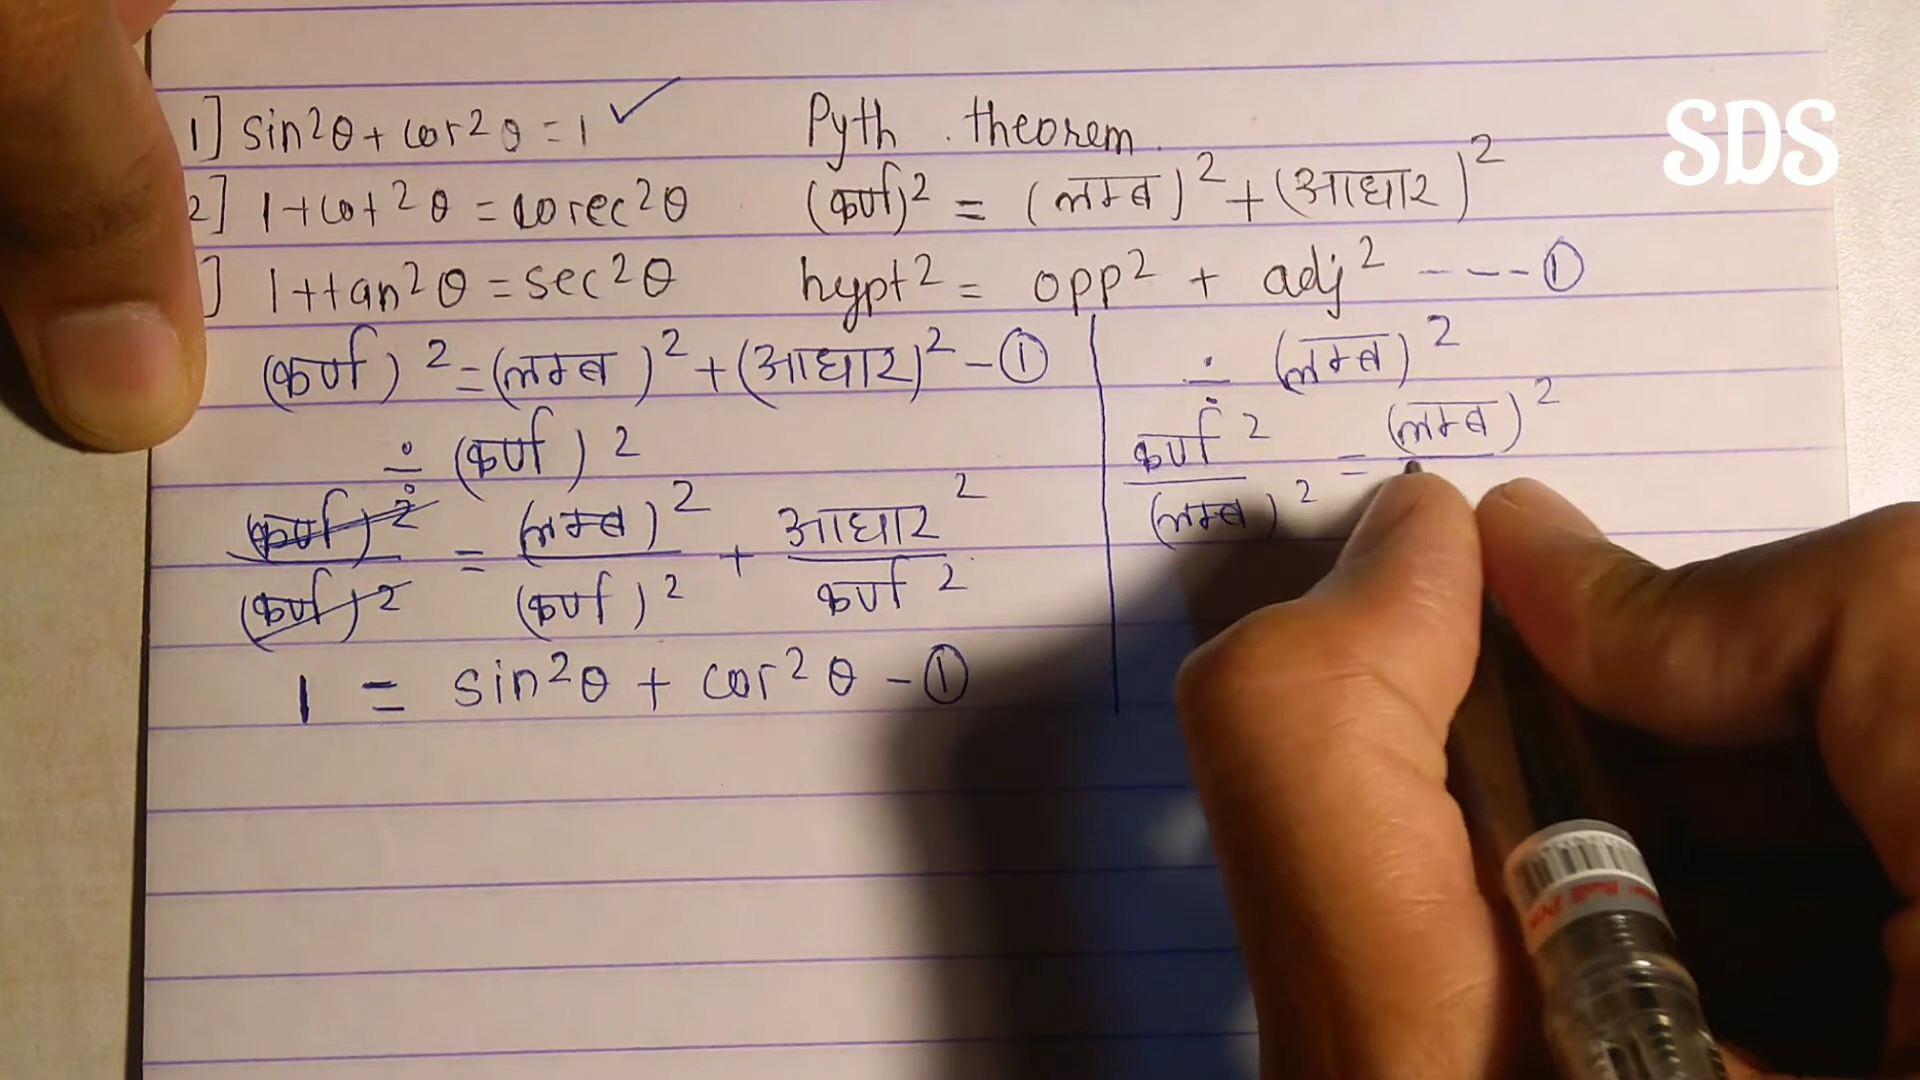 1] sin²θ + cos²θ = 1 ✓ Pyth . theorem.
SDS
2] 1 + cot²θ = cosec²θ (कर्ण)² = (लम्ब)² + (आधार)²
] 1 + tan²θ = sec²θ hypt² = opp² + adj² ---- ①
(कर्ण)² = (लम्ब)² + (आधार)² - ①
÷ (कर्ण)²
(कर्ण)²/(कर्ण)² = (लम्ब)²/(कर्ण)² + आधार²/कर्ण²
1 = sin²θ + cos²θ - ①
÷ (लम्ब)²
कर्ण²/(लम्ब)² = (लम्ब)²